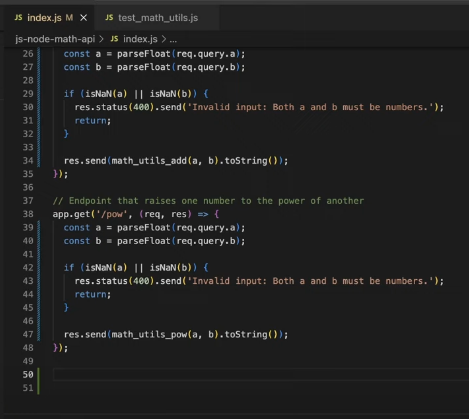 JS index.js M X JS test_math_utils.js
js-node-math-api > JS index.js > ...
26 const a = parseFloat(req.query.a);
27 const b = parseFloat(req.query.b);
28
29 if (isNaN(a) || isNaN(b)) {
30 res.status(400).send('Invalid input: Both a and b must be numbers.');
31 return;
32 }
33
34 res.send(math_utils_add(a, b).toString());
35 });
36
37 // Endpoint that raises one number to the power of another
38 app.get('/pow', (req, res) => {
39 const a = parseFloat(req.query.a);
40 const b = parseFloat(req.query.b);
41
42 if (isNaN(a) || isNaN(b)) {
43 res.status(400).send('Invalid input: Both a and b must be numbers.');
44 return;
45 }
46
47 res.send(math_utils_pow(a, b).toString());
48 });
49
50
51